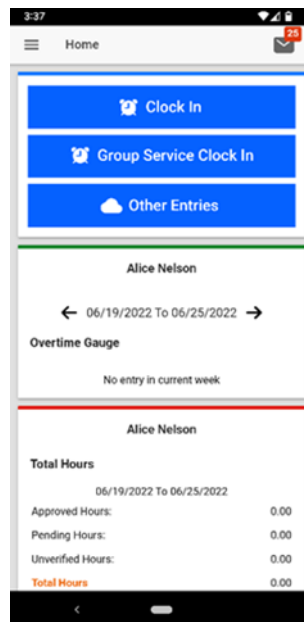 3:37
Home
25
Clock In
Group Service Clock In
Other Entries
Alice Nelson
06/19/2022 To 06/25/2022
Overtime Gauge
No entry in current week
Alice Nelson
Total Hours
06/19/2022 To 06/25/2022
Approved Hours: 0.00
Pending Hours: 0.00
Unverified Hours: 0.00
Total Hours 0.00